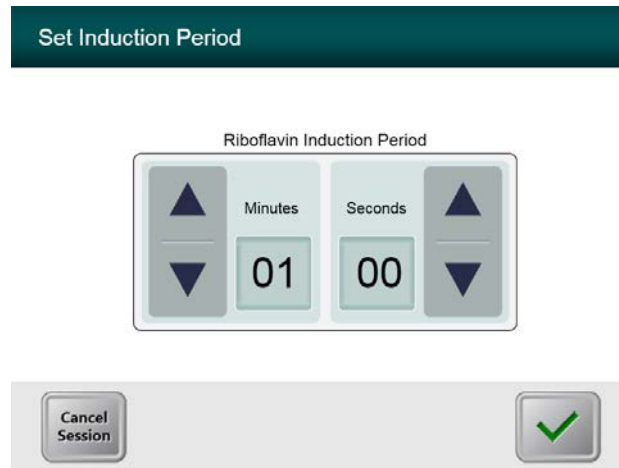 Set Induction Period
Riboflavin Induction Period
Minutes
Seconds
01
00
Cancel
Session